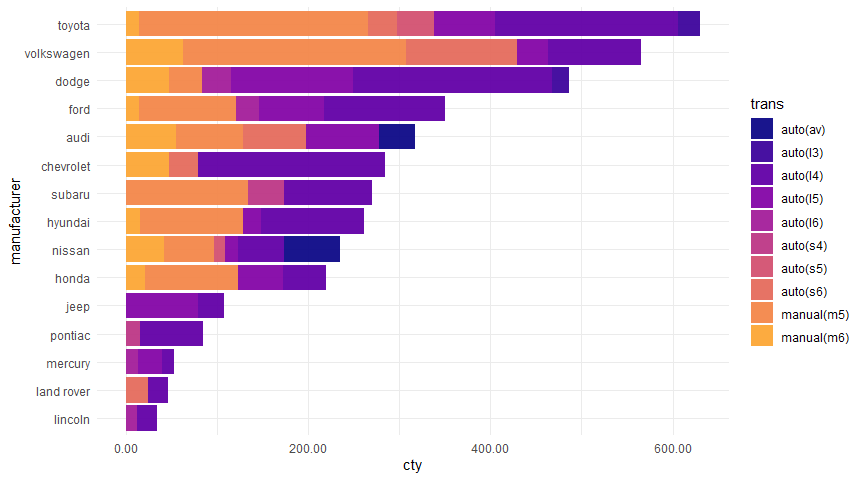 toyota
volkswagen
dodge
ford
audi
chevrolet
subaru
hyundai
nissan
honda
jeep
pontiac
mercury
land rover
lincoln
manufacturer
0.00 200.00 400.00 600.00
cty
trans
auto(av)
auto(l3)
auto(l4)
auto(l5)
auto(l6)
auto(s4)
auto(s5)
auto(s6)
manual(m5)
manual(m6)